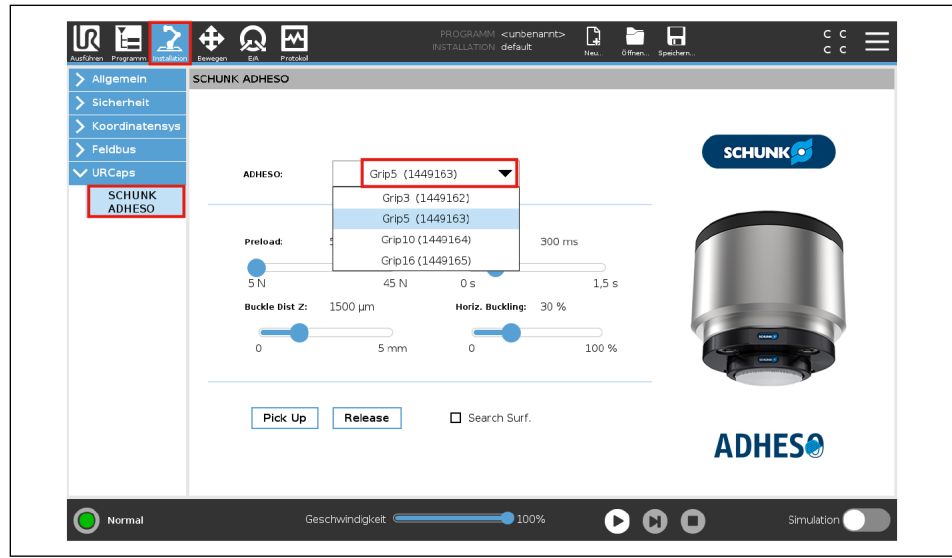 PROGRAMM <unbenannt>
INSTALLATION default
Ausführen Programm Installation Bewegen E/A Protokol
Neu... Öffnen... Speichern...
C C
C C
Allgemein
Sicherheit
Koordinatensys
Feldbus
URCaps
SCHUNK
ADHESO
SCHUNK ADHESO
SCHUNK
ADHESO:
Grip5 (1449163)
Grip3 (1449162)
Grip5 (1449163)
Grip10 (1449164)
Grip16 (1449165)
Preload:
300 ms
5 N 45 N 0 s 1,5 s
Buckle Dist Z: 1500 µm Horiz. Buckling: 30 %
0 5 mm 0 100 %
Pick Up Release Search Surf.
ADHESO
Normal Geschwindigkeit 100% Simulation